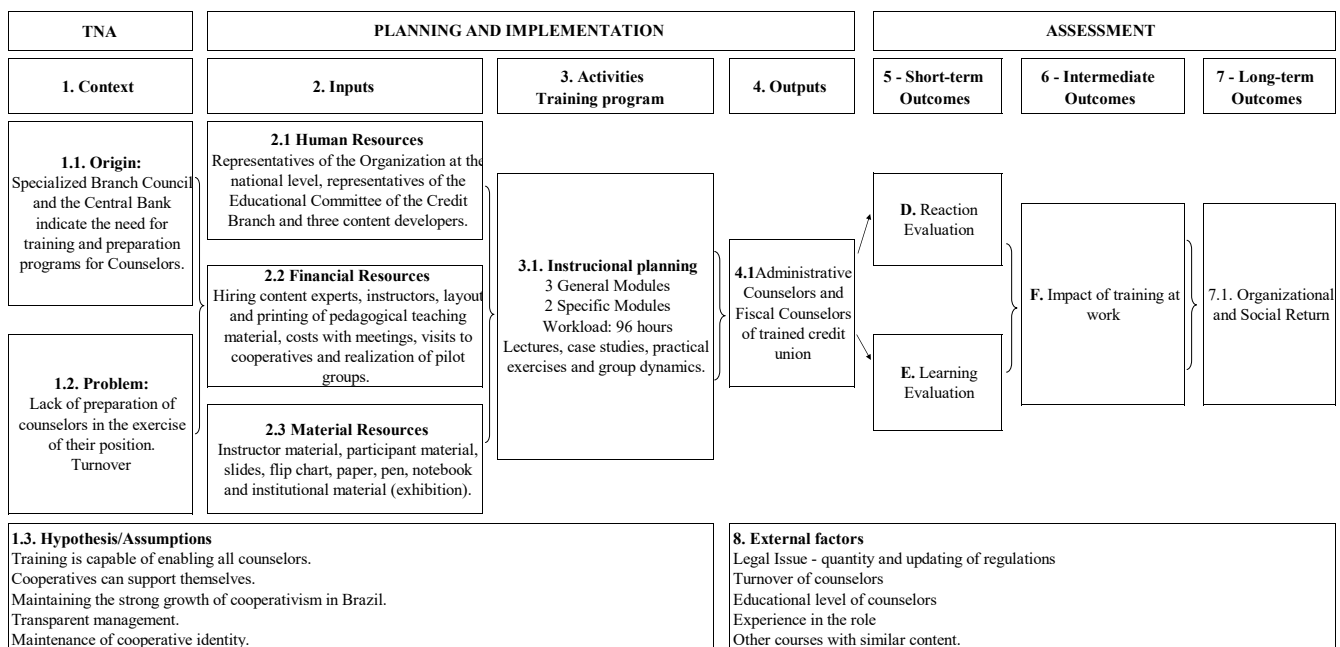 TNA
PLANNING AND IMPLEMENTATION
ASSESSMENT
1. Context
2. Inputs
3. Activities
Training program
4. Outputs
5 - Short-term
Outcomes
6 - Intermediate
Outcomes
7 - Long-term
Outcomes
1.1. Origin:
Specialized Branch Council
and the Central Bank
indicate the need for
training and preparation
programs for Counselors.
1.2. Problem:
Lack of preparation of
counselors in the exercise
of their position.
Turnover
2.1 Human Resources
Representatives of the Organization at the
national level, representatives of the
Educational Committee of the Credit
Branch and three content developers.
2.2 Financial Resources
Hiring content experts, instructors, layout
and printing of pedagogical teaching
material, costs with meetings, visits to
cooperatives and realization of pilot
groups.
2.3 Material Resources
Instructor material, participant material,
slides, flip chart, paper, pen, notebook
and institutional material (exhibition).
3.1. Instrucional planning
3 General Modules
2 Specific Modules
Workload: 96 hours
Lectures, case studies, practical
exercises and group dynamics.
4.1Administrative
Counselors and
Fiscal Counselors
of trained credit
union
D. Reaction
Evaluation
E. Learning
Evaluation
F. Impact of training at
work
7.1. Organizational
and Social Return
1.3. Hypothesis/Assumptions
Training is capable of enabling all counselors.
Cooperatives can support themselves.
Maintaining the strong growth of cooperativism in Brazil.
Transparent management.
Maintenance of cooperative identity.
8. External factors
Legal Issue - quantity and updating of regulations
Turnover of counselors
Educational level of counselors
Experience in the role
Other courses with similar content.